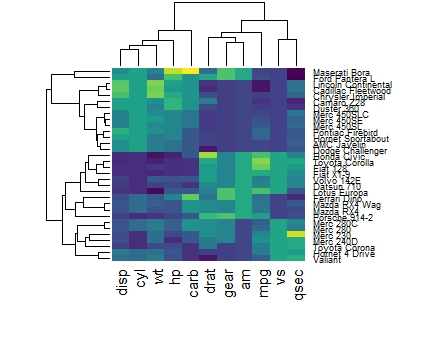 Maserati Bora
Ford Pantera L
Lincoln Continental
Cadillac Fleetwood
Chrysler Imperial
Camaro Z28
Duster 360
Merc 450SLC
Merc 450SE
Merc 450SL
Pontiac Firebird
Hornet Sportabout
AMC Javelin
Dodge Challenger
Honda Civic
Toyota Corolla
Fiat 128
Fiat X1-9
Volvo 142E
Datsun 710
Lotus Europa
Ferrari Dino
Mazda RX4 Wag
Mazda RX4
Porsche 914-2
Merc 280C
Merc 280
Merc 230
Merc 240D
Toyota Corona
Hornet 4 Drive
Valiant
disp
cyl
wt
hp
carb
drat
gear
am
mpg
vs
qsec